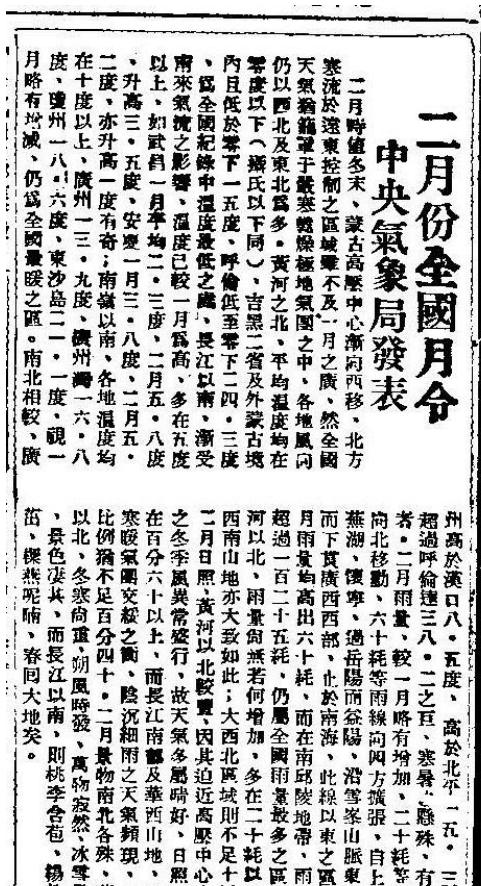 二月份全國月令
中央氣象局發表
二月時値冬末、蒙古高壓中心漸向西移、北方
寒流於遠東控制之區域雖不及一月之廣、然全國
天氣猶籠罩于嚴寒乾燥極地氣團之中、各地風向
仍以西北及東北爲多。黃河之北、平均溫度均在
零度以下（攝氏以下同）、吉黑二省及外蒙古境
內且低於零下一五度、呼倫低至零下二四・三度
、爲全國紀錄中溫度最低之處、長江以南、漸受
南來氣流之影響、溫度已較一月爲高、多在五度
以上、如武昌一月平均二・三度、二月五・八度
、升高三・五度、安慶一月三・八度、二月五・
二度、亦升高一度有奇；南嶺以南、各地溫度均
在十度以上、廣州一三・九度、廣州灣一六・八
度、瓊州一八・六度、東沙島二一・一度、視一
月略有增減、仍爲全國最暖之區。南北相較、廣
州高於漢口八・五度、高於北平一五・三
超過呼倫達三八・二之巨、寒暑懸殊、有
者。二月雨量、較一月略有增加、二十耗等
向北移動、六十耗等雨線向四方擴張、自上
蕪湖、懷寧、過岳陽而益陽、沿雪峯山脈東
而下貫廣西西部、止於南海、此線以東之區
月雨量均高出六十耗、而在南邱陵地帶、雨
超過一百二十五耗、仍屬全國雨量最多之區
河以北、雨量尙無若何增加、多在二十耗以
西南山地亦大致如此；大西北區域則不足十
二月日照、黃河以北較豐、因其迫近高壓中心
之冬季風異常盛行、故天氣多屬晴好、日照
在百分六十以上、而長江南部及華西山地、
寒暖氣團交綏之衝、陰沉細雨之天氣頻現、
比例猶不足百分四十。二月景物南北各殊、
以北、冬寒尙重、朔風時發、萬物寂然、冰雪
、景色凄其、而長江以南、則桃李含苞、楊
茁、樑燕呢喃、春囘大地矣。